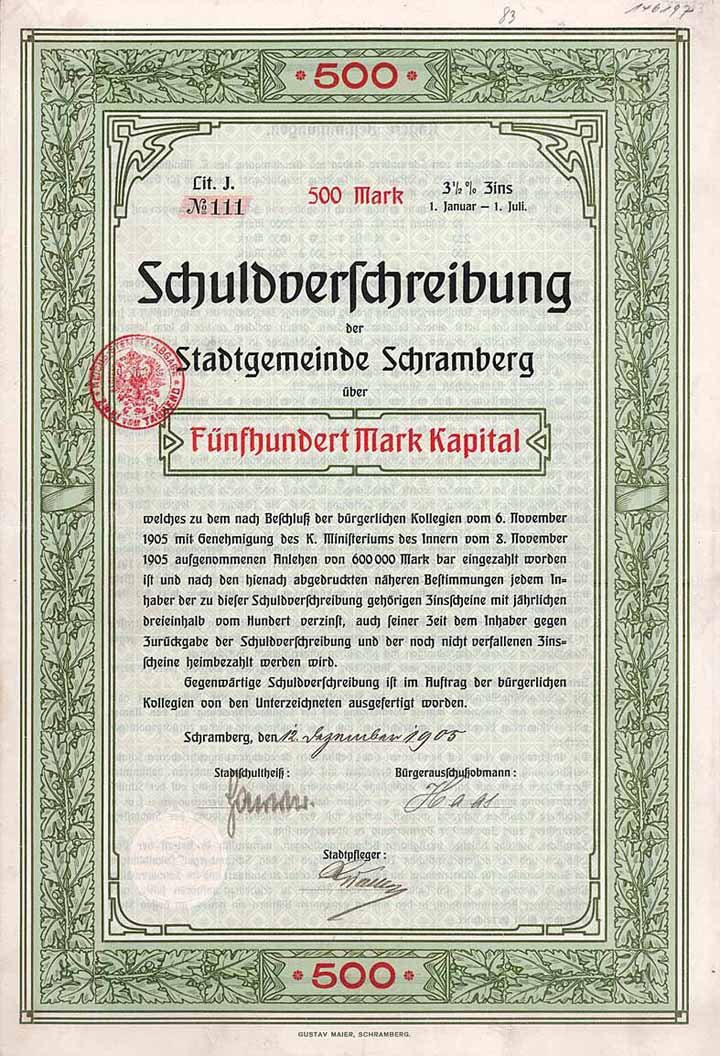 83
500
Lit. J.
500 Mark
3½% Zins
№ 111
1. Januar – 1. Juli.
Schuldverschreibung
der
Stadtgemeinde Schramberg
über
Fünfhundert Mark Kapital
welches zu dem nach Beschluß der bürgerlichen Kollegien vom 6. November
1905 mit Genehmigung des K. Ministeriums des Innern vom 8. November
1905 aufgenommenen Anlehen von 600 000 Mark bar eingezahlt worden
ist und nach den hienach abgedruckten näheren Bestimmungen jedem In-
haber der zu dieser Schuldverschreibung gehörigen Zinsscheine mit jährlichen
dreieinhalb vom Hundert verzinst, auch seiner Zeit dem Inhaber gegen
Zurückgabe der Schuldverschreibung und der noch nicht verfallenen Zins-
scheine heimbezahlt werden wird.
Gegenwärtige Schuldverschreibung ist im Auftrag der bürgerlichen
Kollegien von den Unterzeichneten ausgefertigt worden.
Schramberg, den 12. Dezember 1905
Stadtschultheiß:
Bürgerausschußobmann:
Haas
Stadtpfleger:
500
GUSTAV MAIER, SCHRAMBERG.